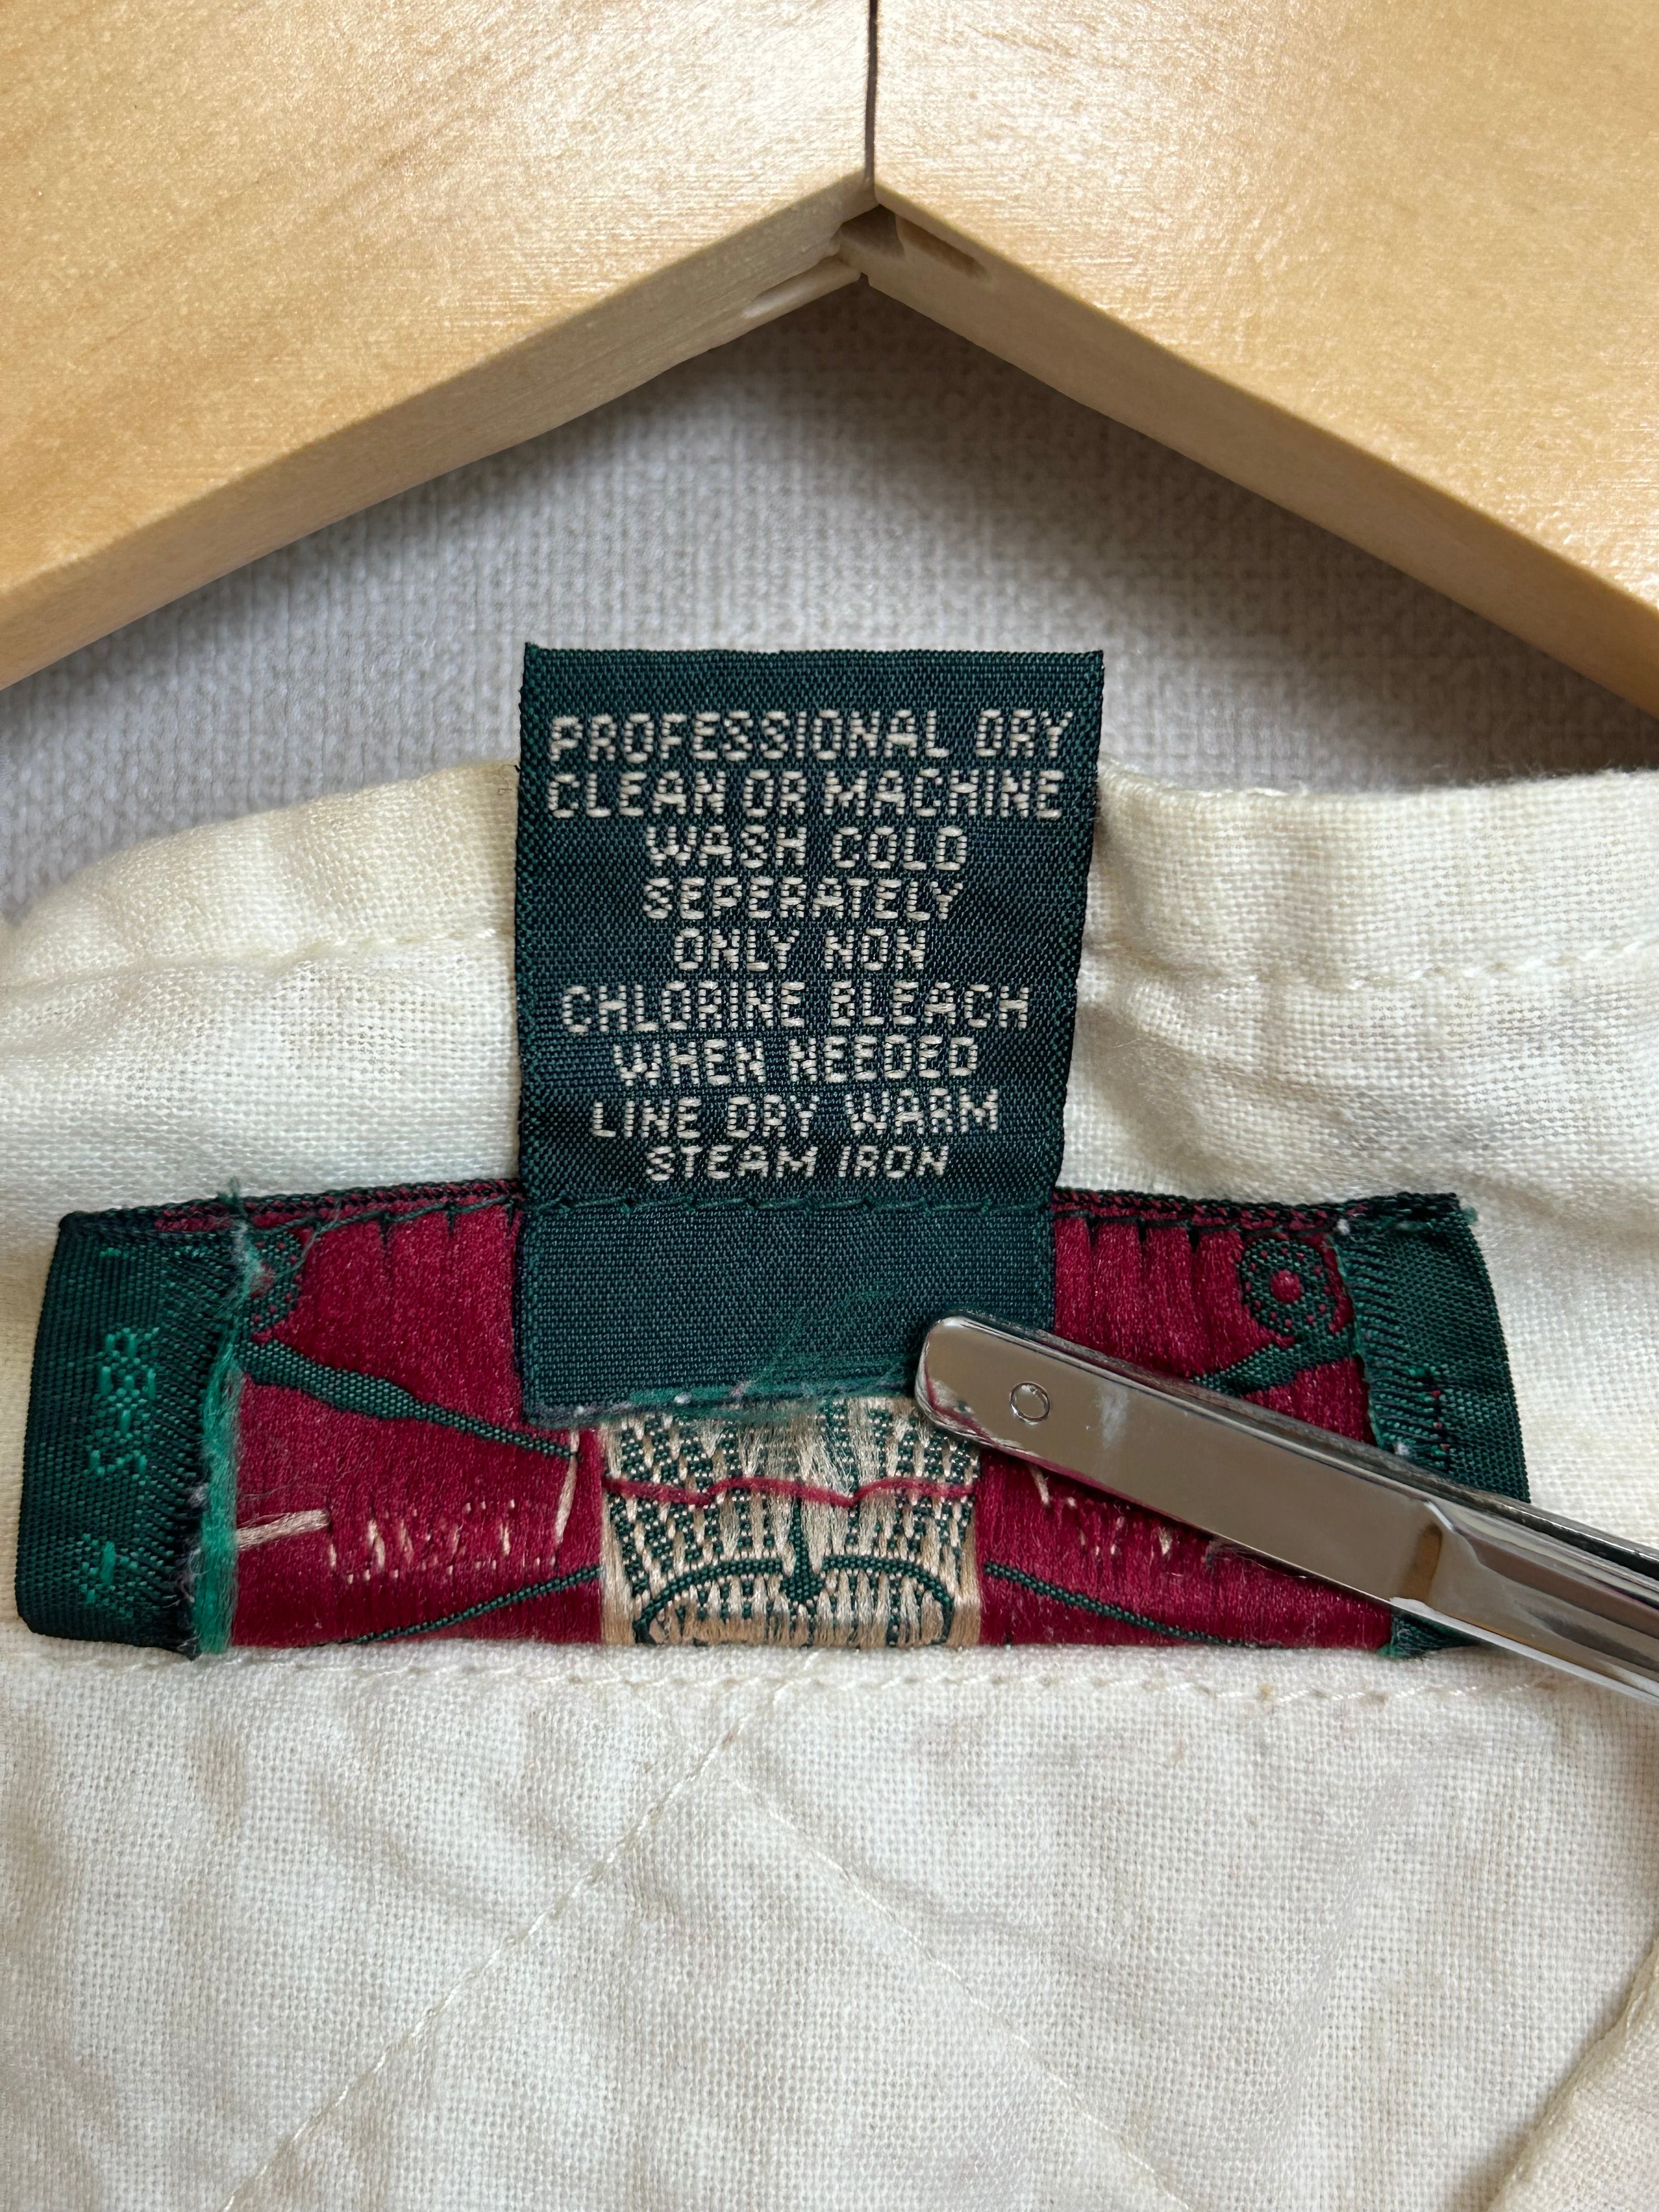 PROFESSIONAL DRY
CLEAN OR MACHINE
WASH COLD
SEPERATELY
ONLY NON
CHLORINE BLEACH
WHEN NEEDED
LINE DRY WARM
STEAM IRON